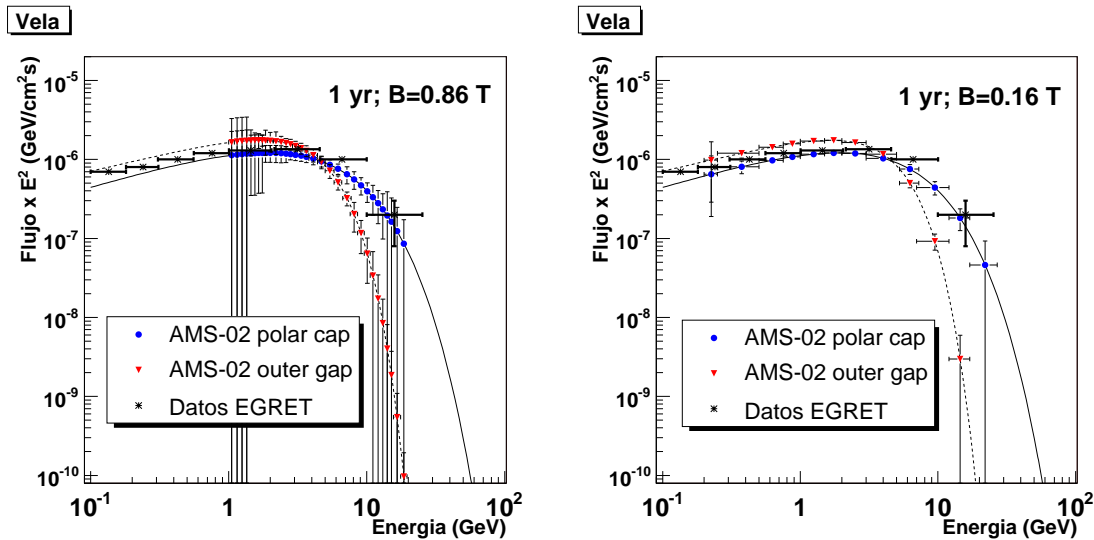 Vela
1 yr; B=0.86 T
Flujo x E² (GeV/cm²s)
10⁻⁵
10⁻⁶
10⁻⁷
10⁻⁸
10⁻⁹
10⁻¹⁰
AMS-02 polar cap
AMS-02 outer gap
Datos EGRET
10⁻¹ 1 10 10²
Energia (GeV)
Vela
1 yr; B=0.16 T
Flujo x E² (GeV/cm²s)
10⁻⁵
10⁻⁶
10⁻⁷
10⁻⁸
10⁻⁹
10⁻¹⁰
AMS-02 polar cap
AMS-02 outer gap
Datos EGRET
10⁻¹ 1 10 10²
Energia (GeV)